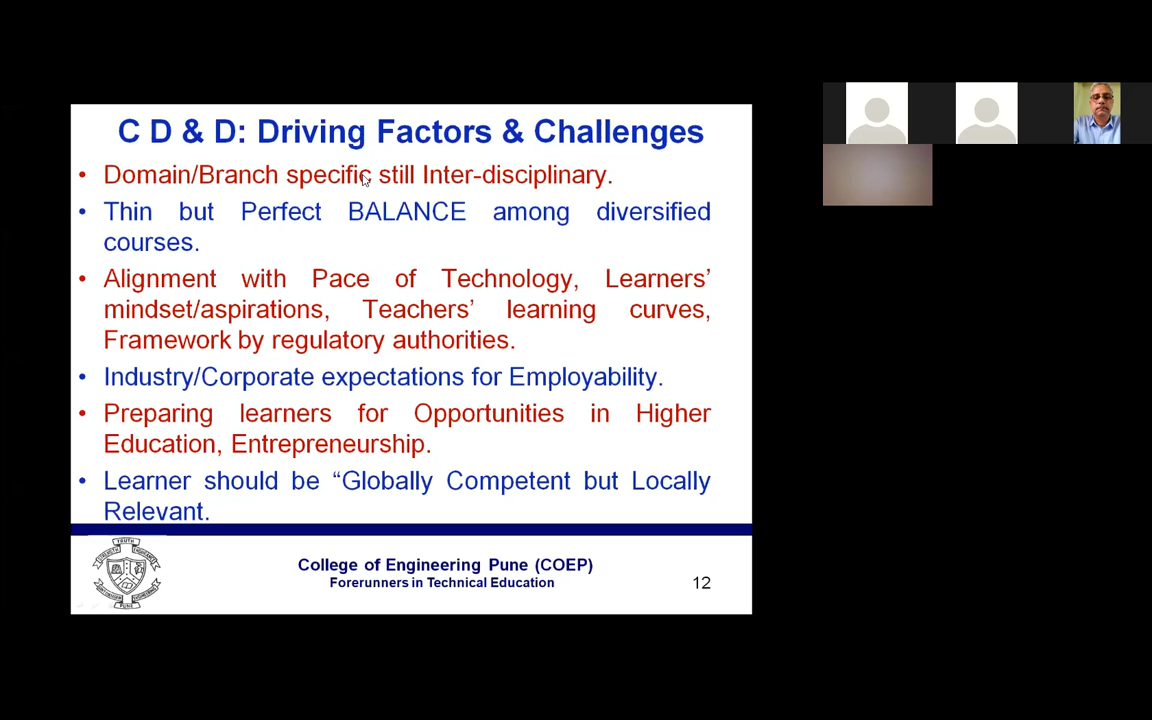 C D & D: Driving Factors & Challenges
• Domain/Branch specific still Inter-disciplinary.
• Thin but Perfect BALANCE among diversified
courses.
• Alignment with Pace of Technology, Learners’
mindset/aspirations, Teachers’ learning curves,
Framework by regulatory authorities.
• Industry/Corporate expectations for Employability.
• Preparing learners for Opportunities in Higher
Education, Entrepreneurship.
• Learner should be “Globally Competent but Locally
Relevant.
TRUTH
PUNE
College of Engineering Pune (COEP)
Forerunners in Technical Education
12